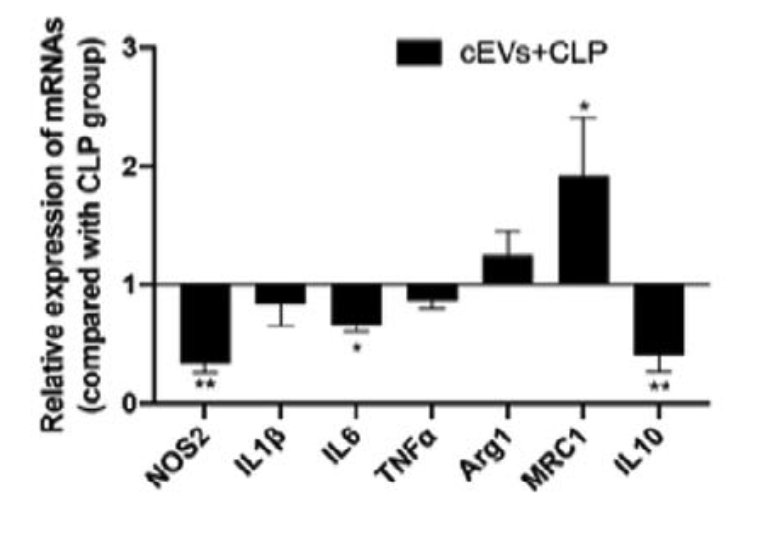 Relative expression of mRNAs
(compared with CLP group)
3
2
1
0
cEVs+CLP
*
**
*
**
NOS2
IL1β
IL6
TNFα
Arg1
MRC1
IL10